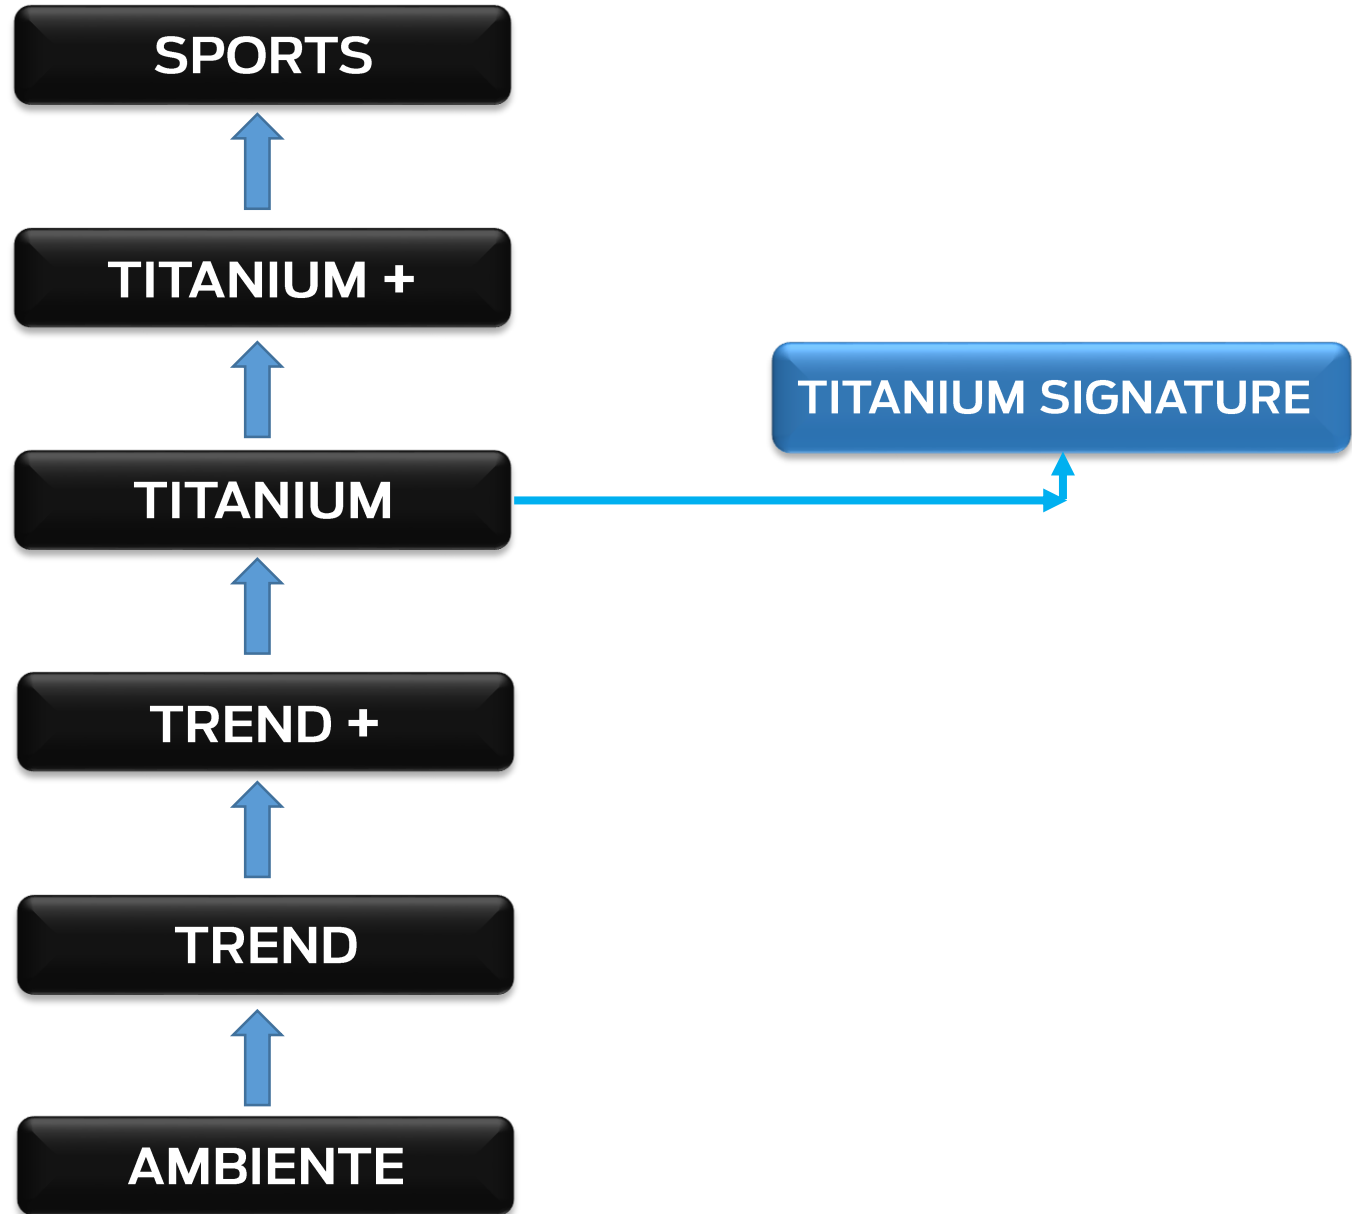 SPORTS
TITANIUM +
TITANIUM SIGNATURE
TITANIUM
TREND +
TREND
AMBIENTE